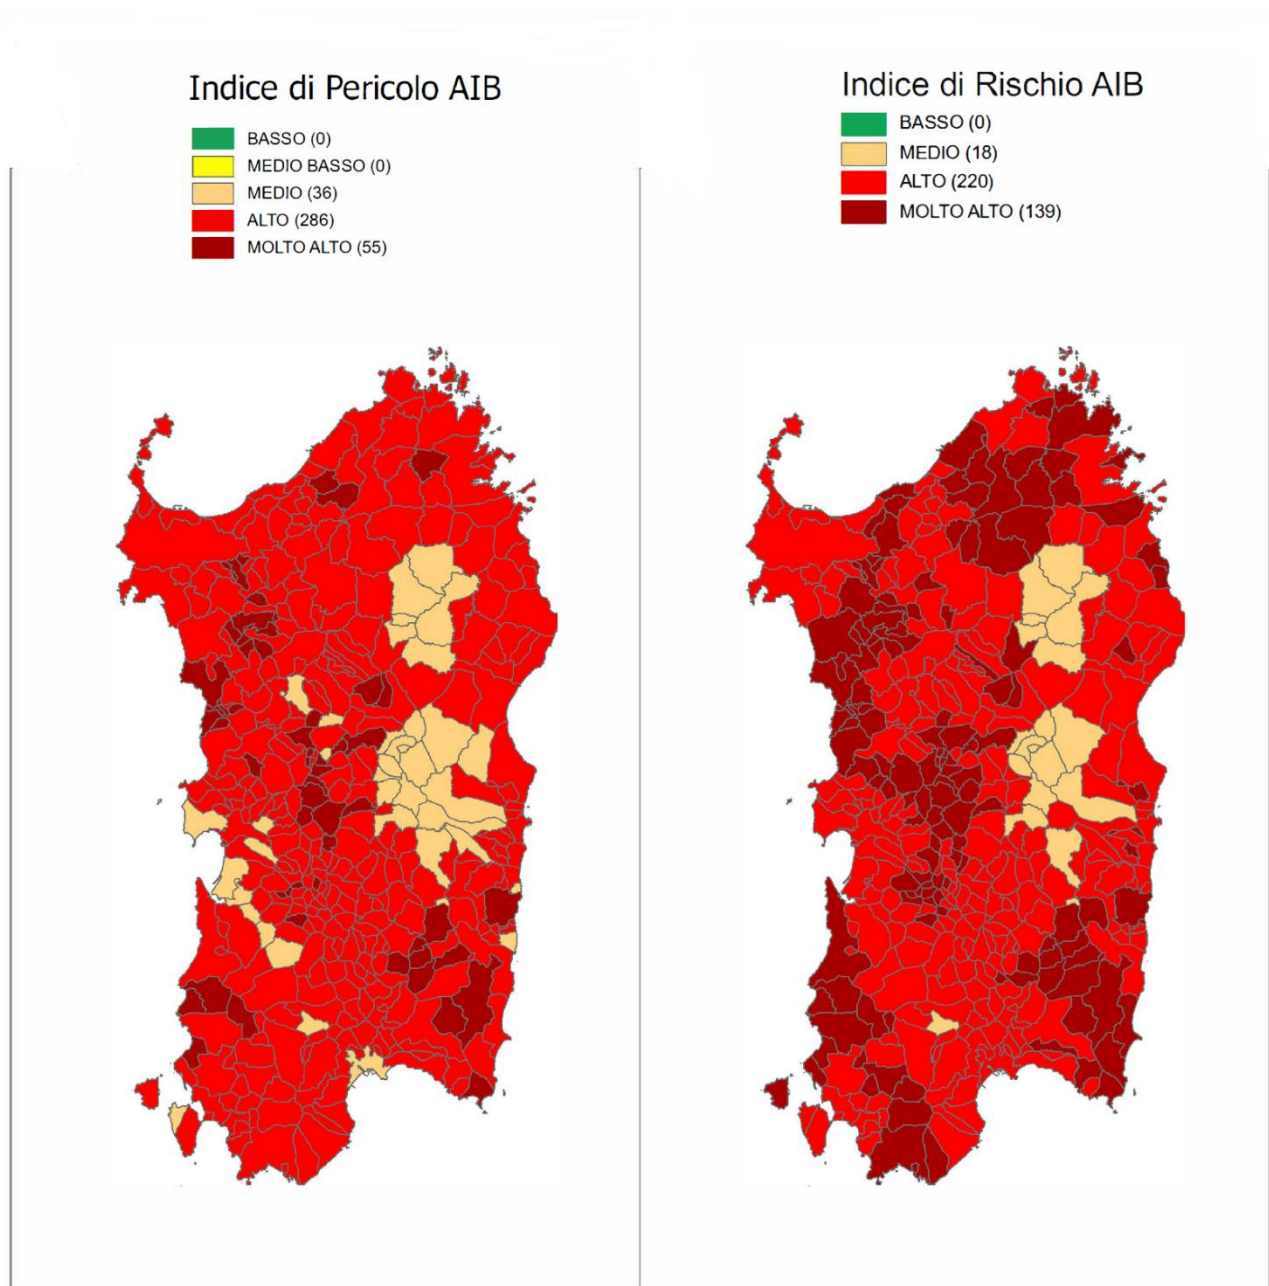 Indice di Pericolo AIB
BASSO (0)
MEDIO BASSO (0)
MEDIO (36)
ALTO (286)
MOLTO ALTO (55)
Indice di Rischio AIB
BASSO (0)
MEDIO (18)
ALTO (220)
MOLTO ALTO (139)